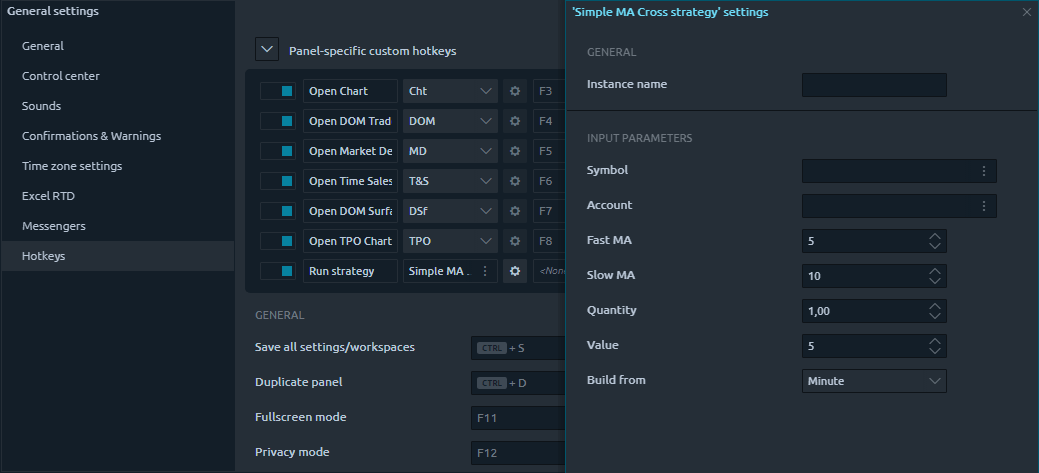 General settings
General
Control center
Sounds
Confirmations & Warnings
Time zone settings
Excel RTD
Messengers
Hotkeys
Panel-specific custom hotkeys
Open Chart Cht F3
Open DOM Trad DOM F4
Open Market De MD F5
Open Time Sales T&S F6
Open DOM Surfa DSf F7
Open TPO Chart TPO F8
Run strategy Simple MA . <None
GENERAL
Save all settings/workspaces CTRL + S
Duplicate panel CTRL + D
Fullscreen mode F11
Privacy mode F12
'Simple MA Cross strategy' settings
GENERAL
Instance name
INPUT PARAMETERS
Symbol
Account
Fast MA 5
Slow MA 10
Quantity 1,00
Value 5
Build from Minute